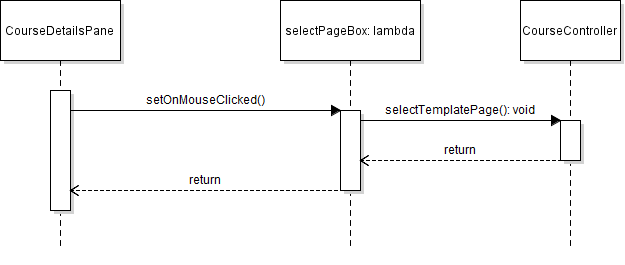 CourseDetailsPane
selectPageBox: lambda
CourseController
setOnMouseClicked()
selectTemplatePage(): void
return
return